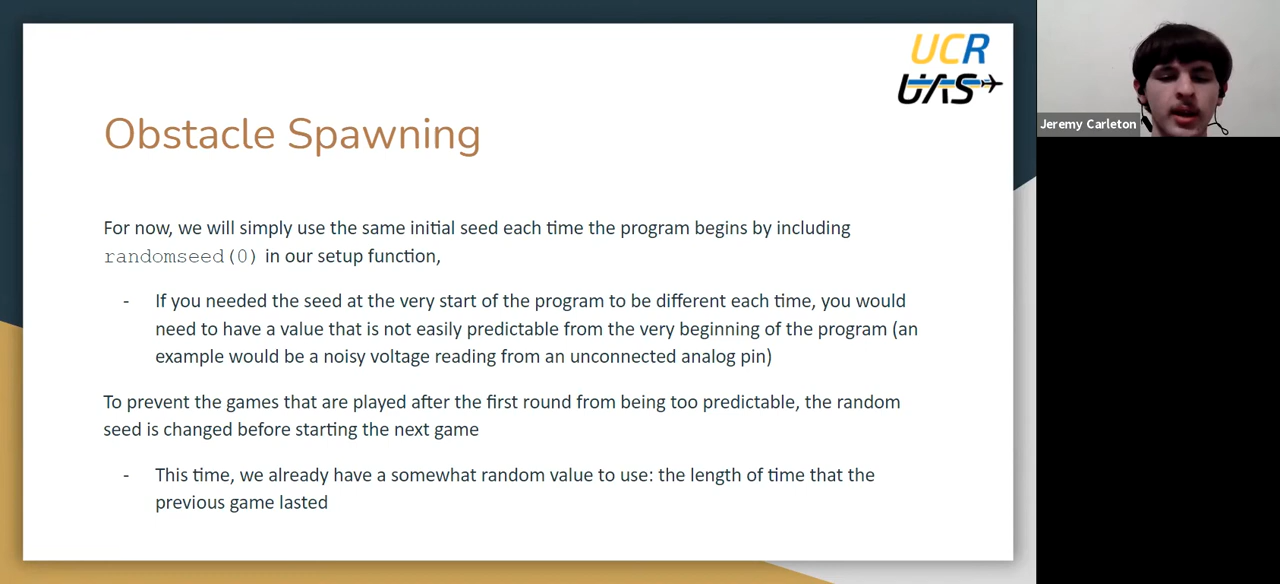 UCR
UAS
Obstacle Spawning
For now, we will simply use the same initial seed each time the program begins by including
randomseed(0) in our setup function,
- If you needed the seed at the very start of the program to be different each time, you would
need to have a value that is not easily predictable from the very beginning of the program (an
example would be a noisy voltage reading from an unconnected analog pin)
To prevent the games that are played after the first round from being too predictable, the random
seed is changed before starting the next game
- This time, we already have a somewhat random value to use: the length of time that the
previous game lasted
Jeremy Carleton